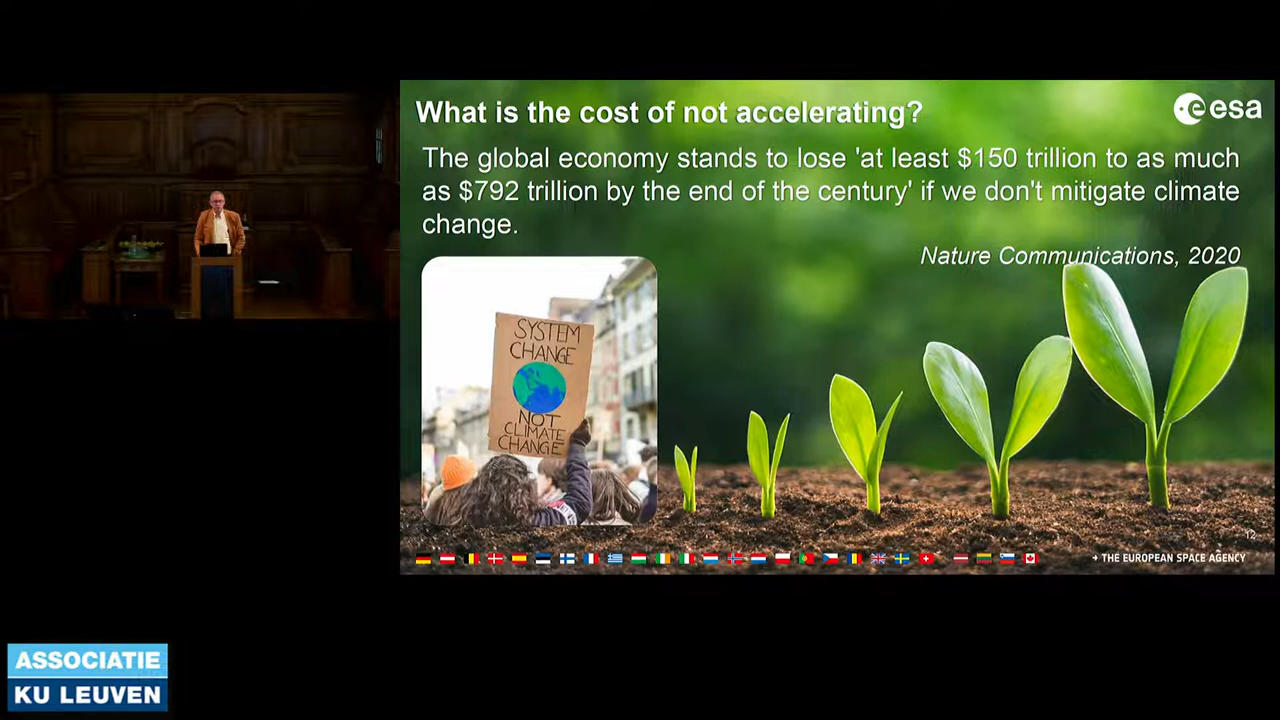 What is the cost of not accelerating?
esa
The global economy stands to lose 'at least $150 trillion to as much
as $792 trillion by the end of the century' if we don't mitigate climate
change.
Nature Communications, 2020
SYSTEM
CHANGE
NOT
CLIMATE
CHANGE
12
→ THE EUROPEAN SPACE AGENCY
ASSOCIATIE
KU LEUVEN